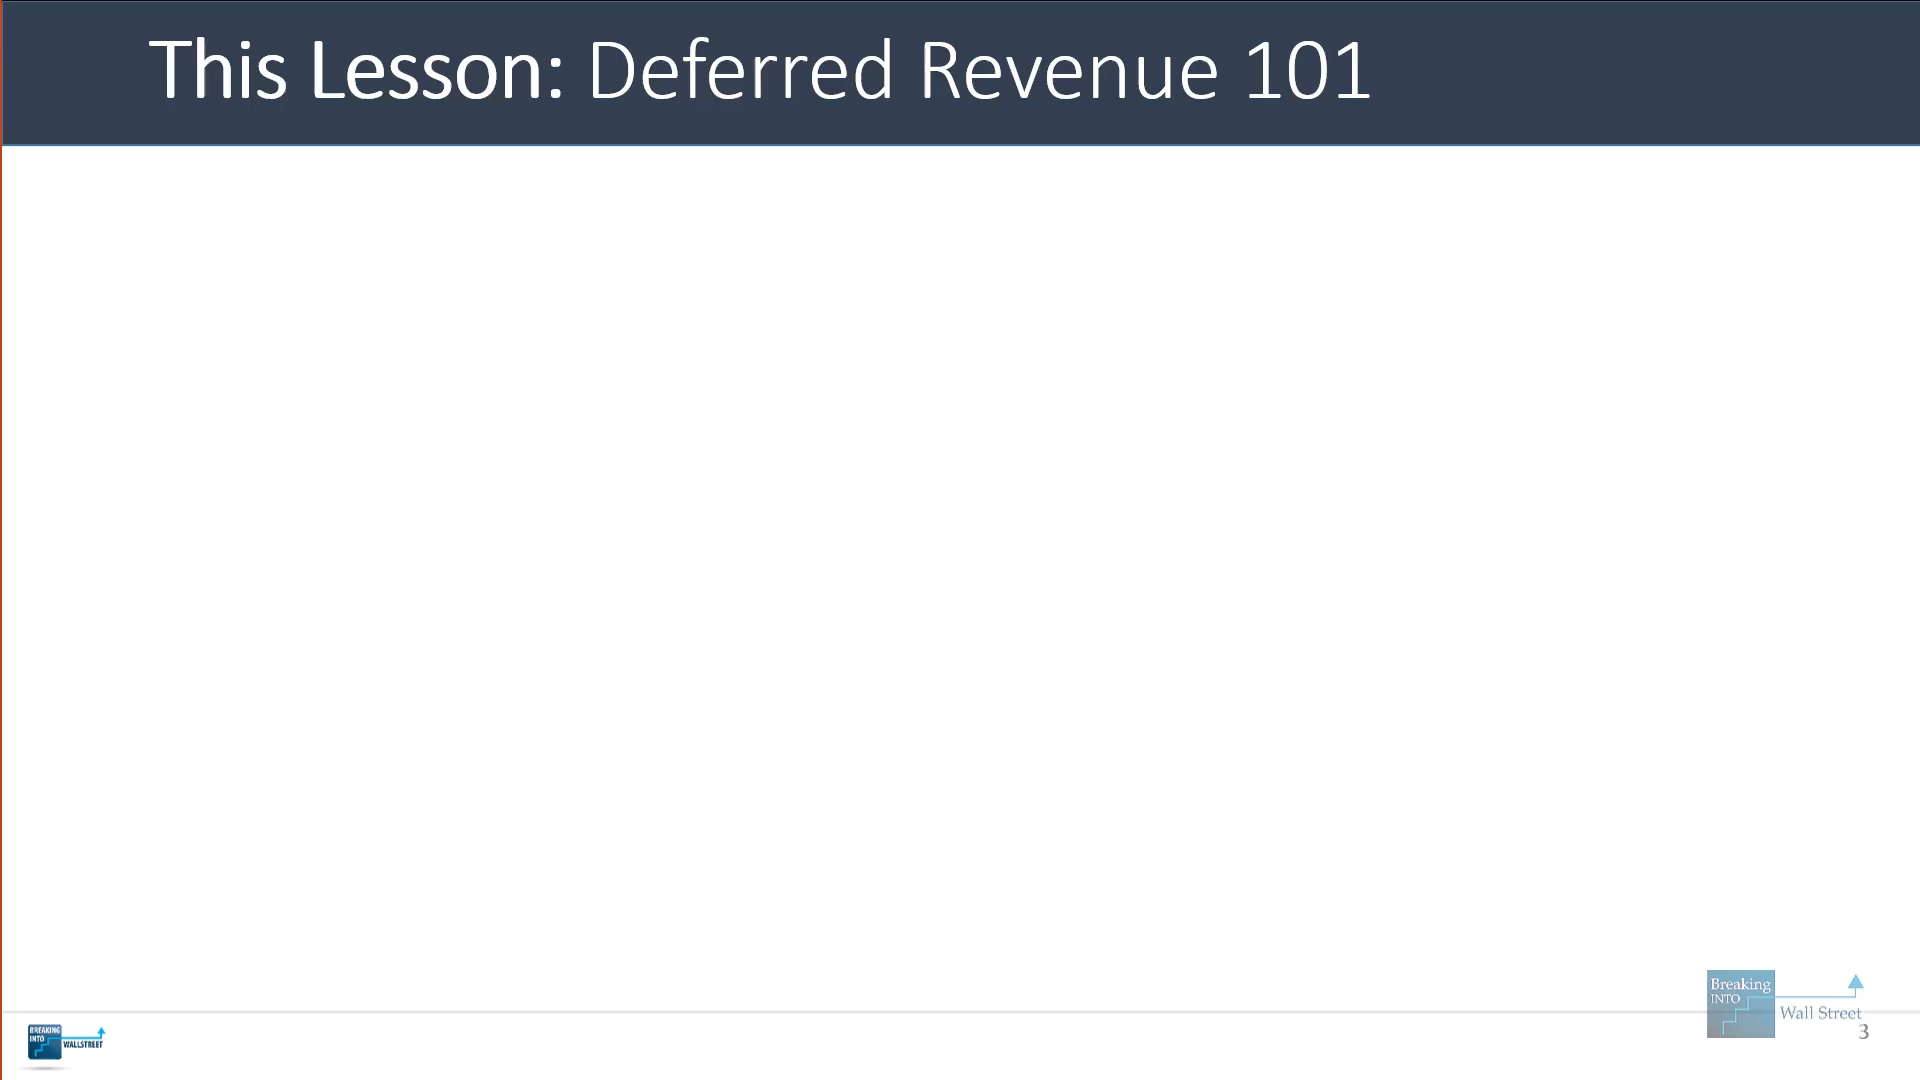 This Lesson: Deferred Revenue 101
Breaking
INTO
Wall Street
3
BREAKING
INTO
WALLSTREET